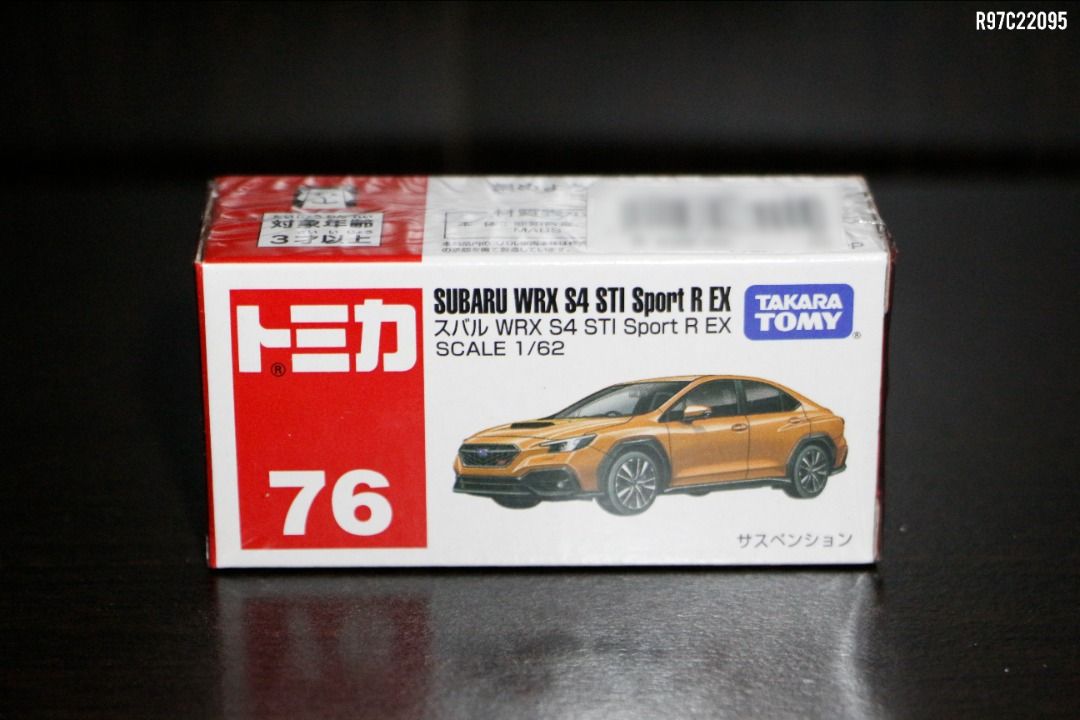 R97C22095
対象年齢
3才以上
トミカ
®
76
SUBARU WRX S4 STI Sport R EX
スバル WRX S4 STI Sport R EX
SCALE 1/62
TAKARA
TOMY
®
サスペンション